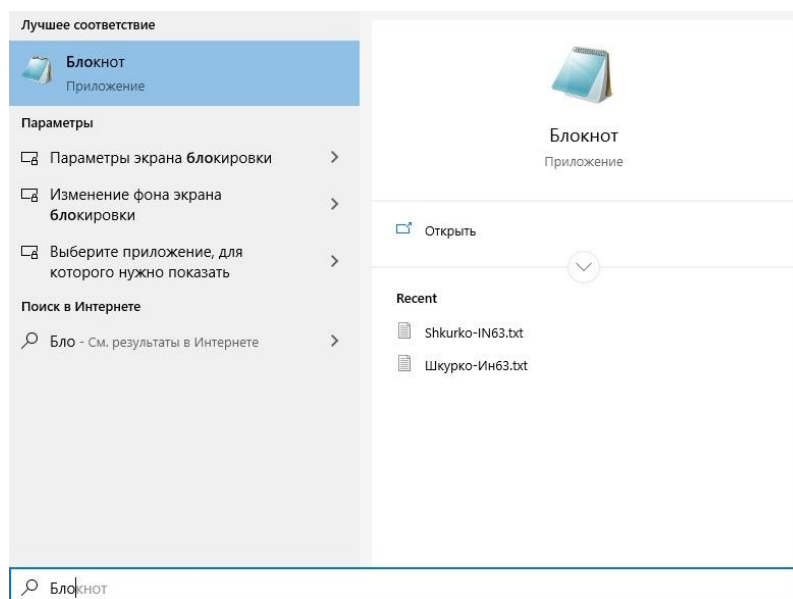 Лучшее соответствие
Блокнот
Приложение
Параметры
Параметры экрана блокировки
Изменение фона экрана
блокировки
Выберите приложение, для
которого нужно показать
Поиск в Интернете
Бло - См. результаты в Интернете
Блокнот
Приложение
Открыть
Recent
Shkurko-IN63.txt
Шкурко-Ин63.txt
Блокнот